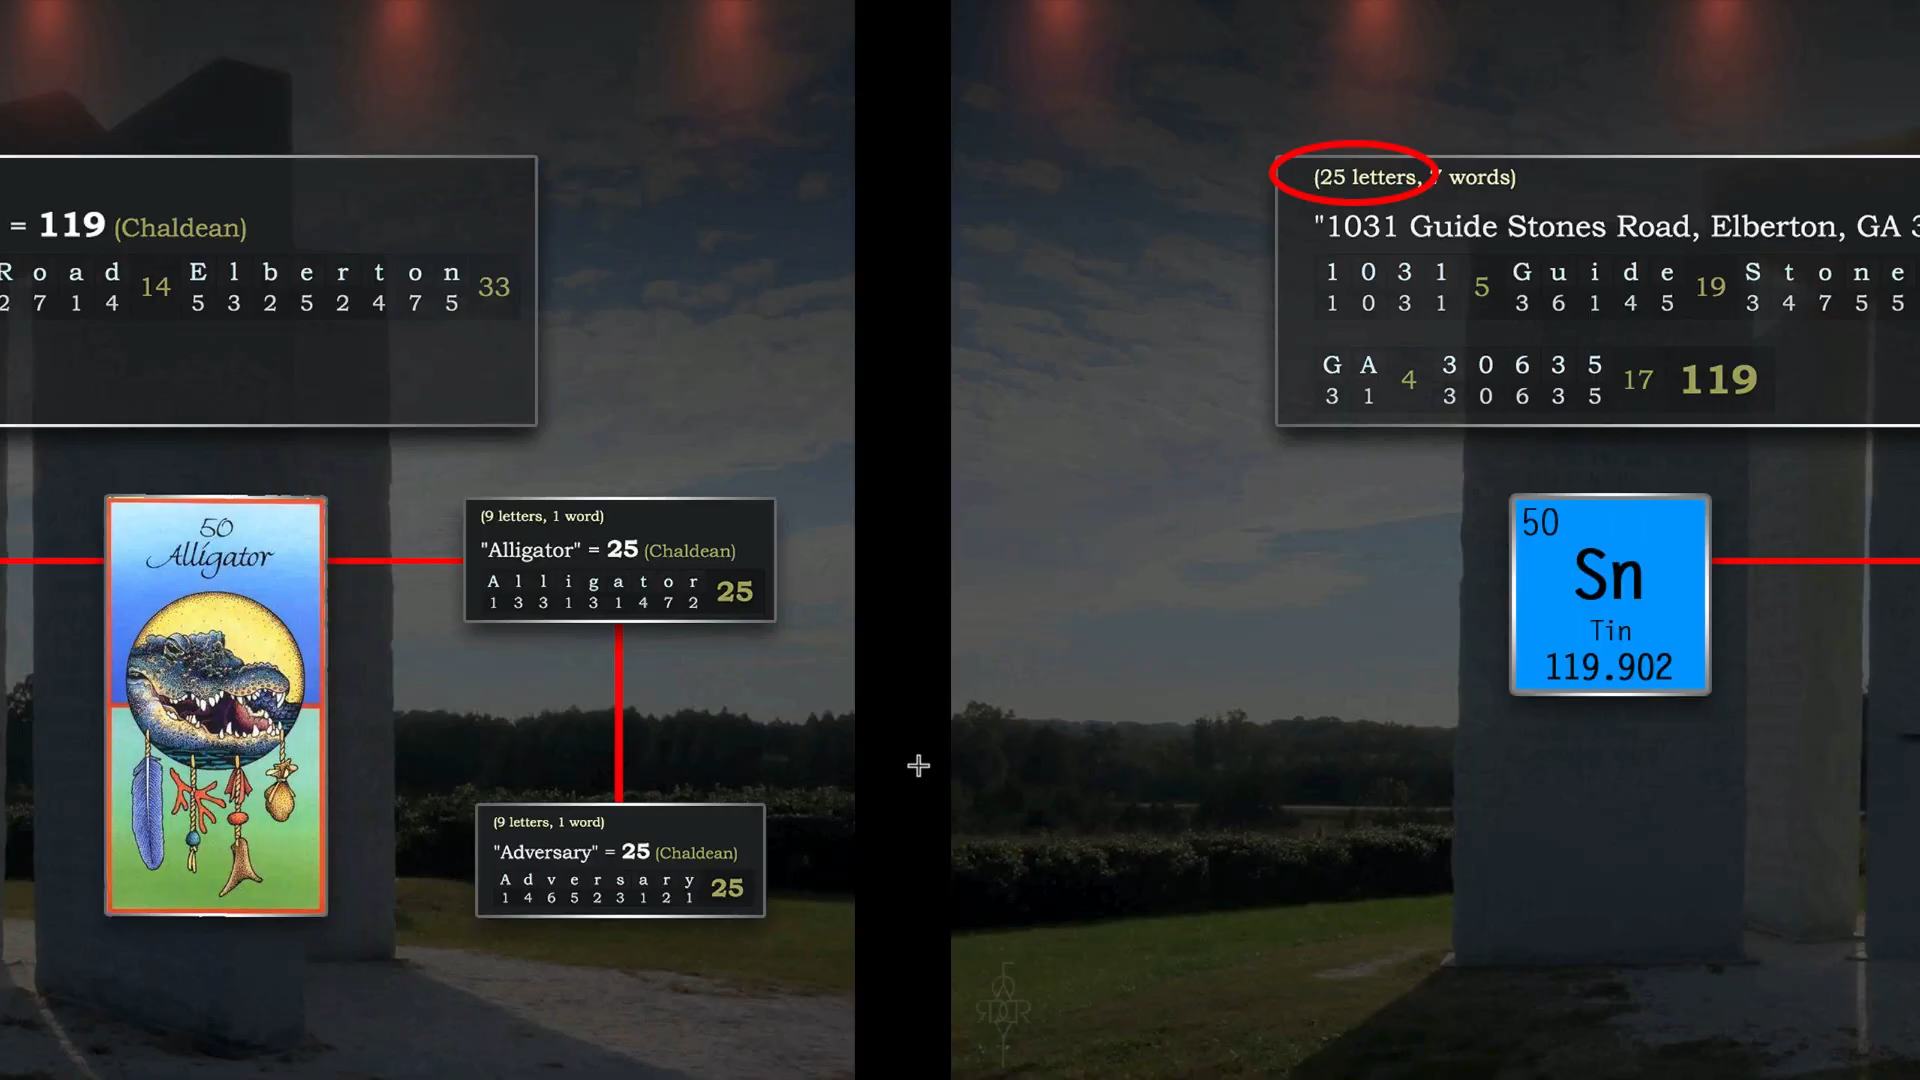 = 119 (Chaldean)
R o a d 14 E l b e r t o n 33
2 7 1 4 5 3 2 5 2 4 7 5
50
Alligator
(9 letters, 1 word)
"Alligator" = 25 (Chaldean)
A l l i g a t o r 25
1 3 3 1 3 1 4 7 2
(9 letters, 1 word)
"Adversary" = 25 (Chaldean)
A d v e r s a r y 25
1 4 6 5 2 3 1 2 1
(25 letters, 7 words)
"1031 Guide Stones Road, Elberton, GA 3
1 0 3 1 5 G u i d e 19 S t o n e
1 0 3 1 3 6 1 4 5 3 4 7 5 5
G A 4 3 0 6 3 5 17 119
3 1 3 0 6 3 5
50
Sn
Tin
119.902